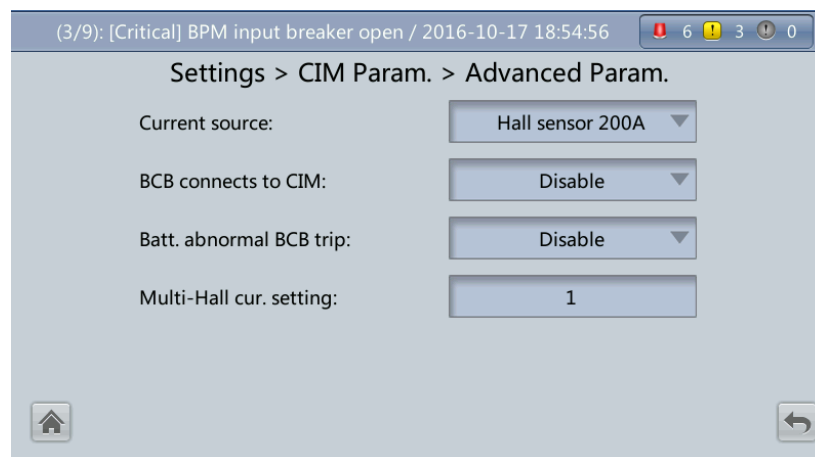 (3/9): [Critical] BPM input breaker open / 2016-10-17 18:54:56 6 ! 3 ! 0
Settings > CIM Param. > Advanced Param.
Current source: Hall sensor 200A
BCB connects to CIM: Disable
Batt. abnormal BCB trip: Disable
Multi-Hall cur. setting: 1